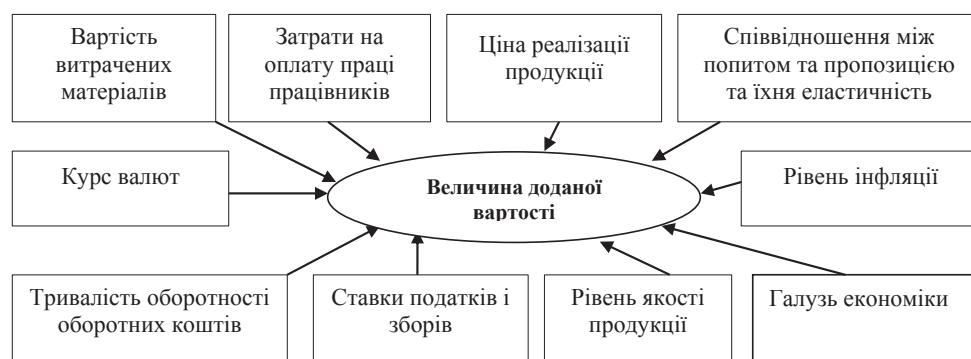 Вартість
витрачених
матеріалів
Затрати на
оплату праці
працівників
Ціна реалізації
продукції
Співвідношення між
попитом та пропозицією
та їхня еластичність
Курс валют
Величина доданої
вартості
Рівень інфляції
Тривалість оборотності
оборотних коштів
Ставки податків і
зборів
Рівень якості
продукції
Галузь економіки